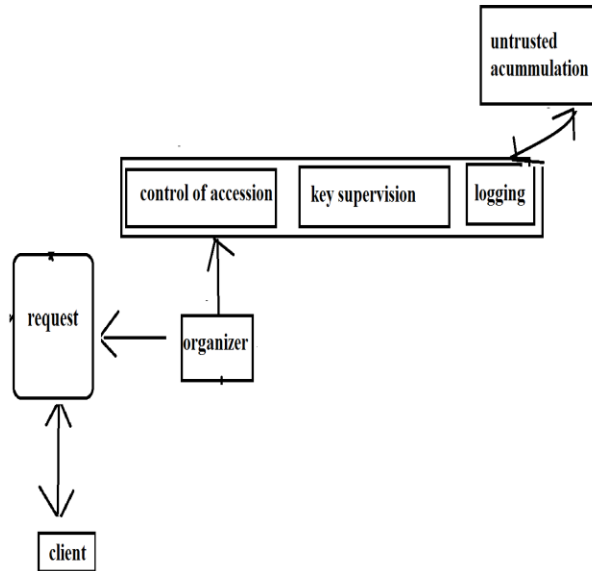 untrusted
acummulation
control of accession
key supervision
logging
request
organizer
client